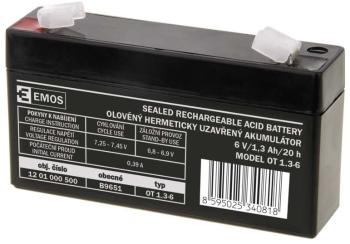 EMOS
SEALED RECHARGEABLE ACID BATTERY
OLOVĚNÝ HERMETICKY UZAVŘENÝ AKUMULÁTOR
6 V/1,3 Ah/20 h
MODEL OT 1.3-6
POKYNY K NABÍJENÍ
CHARGE INSTRUCTION
CYKLOVÁNÍ
CYCLE USE
ZÁLOŽNÍ PROVOZ
STAND-BY USE
REGULACE NAPĚTÍ
VOLTAGE REGULATION
7,25 - 7,45 V
6,8 - 6,9 V
POČÁTEČNÍ PROUD
INITIAL CURRENT
0,39 A
obj. číslo
obecné
typ
12 01 000 500
B9651
OT 1.3-6
8 595025 340818